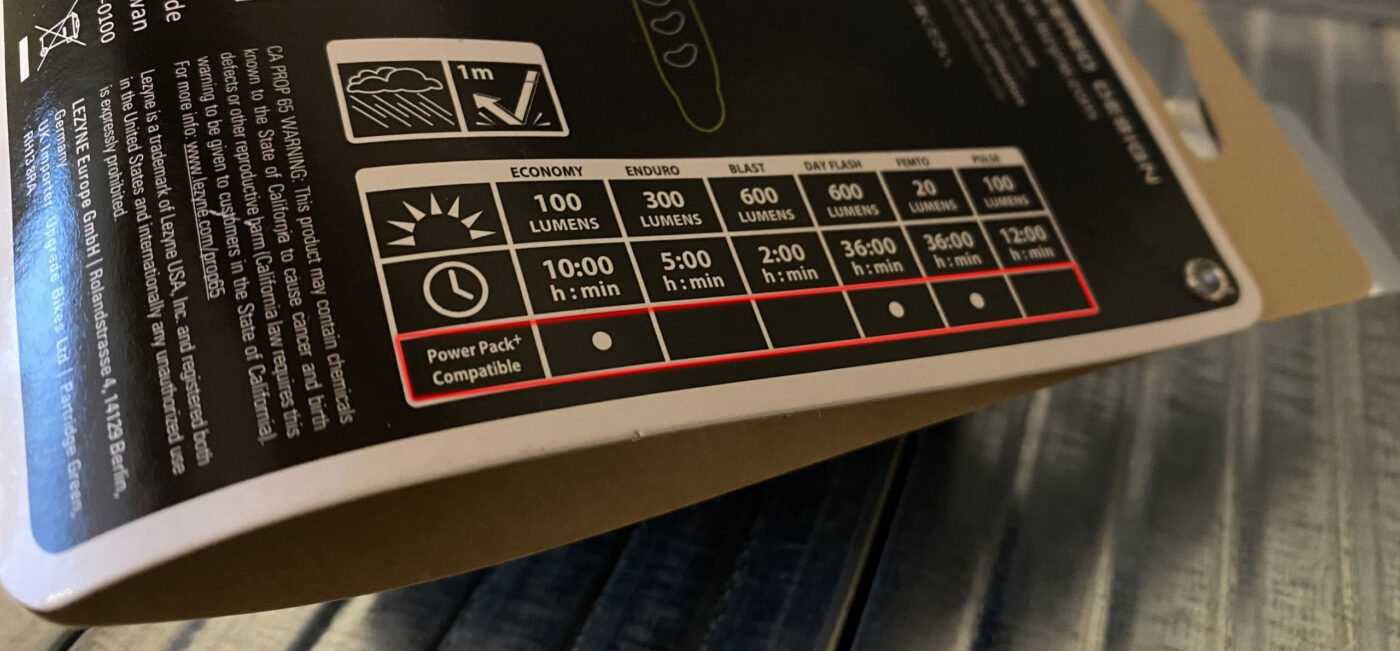 de
wan
-0100
1m
CA PROP 65 WARNING: This product may contain chemicals
known to the State of California to cause cancer and birth
defects or other reproductive harm (California law requires this
warning to be given to customers in the State of California).
For more info: www.lezyne.com/prop65
Lezyne is a trademark of Lezyne USA, Inc. and registered both
in the United States and internationally any unauthorized use
is expressly prohibited.
LEZYNE Europe GmbH | Rolandstrasse 4, 14129 Berlin,
Germany
UK Importer: Upgrade Bikes Ltd | Partridge Green,
RH13 8RA
DESIGN
ECONOMY ENDURO BLAST DAY FLASH FEMTO PULSE
100 LUMENS 300 LUMENS 600 LUMENS 600 LUMENS 20 LUMENS 100 LUMENS
10:00 h:min 5:00 h:min 2:00 h:min 36:00 h:min 36:00 h:min 12:00 h:min
Power Pack+
Compatible